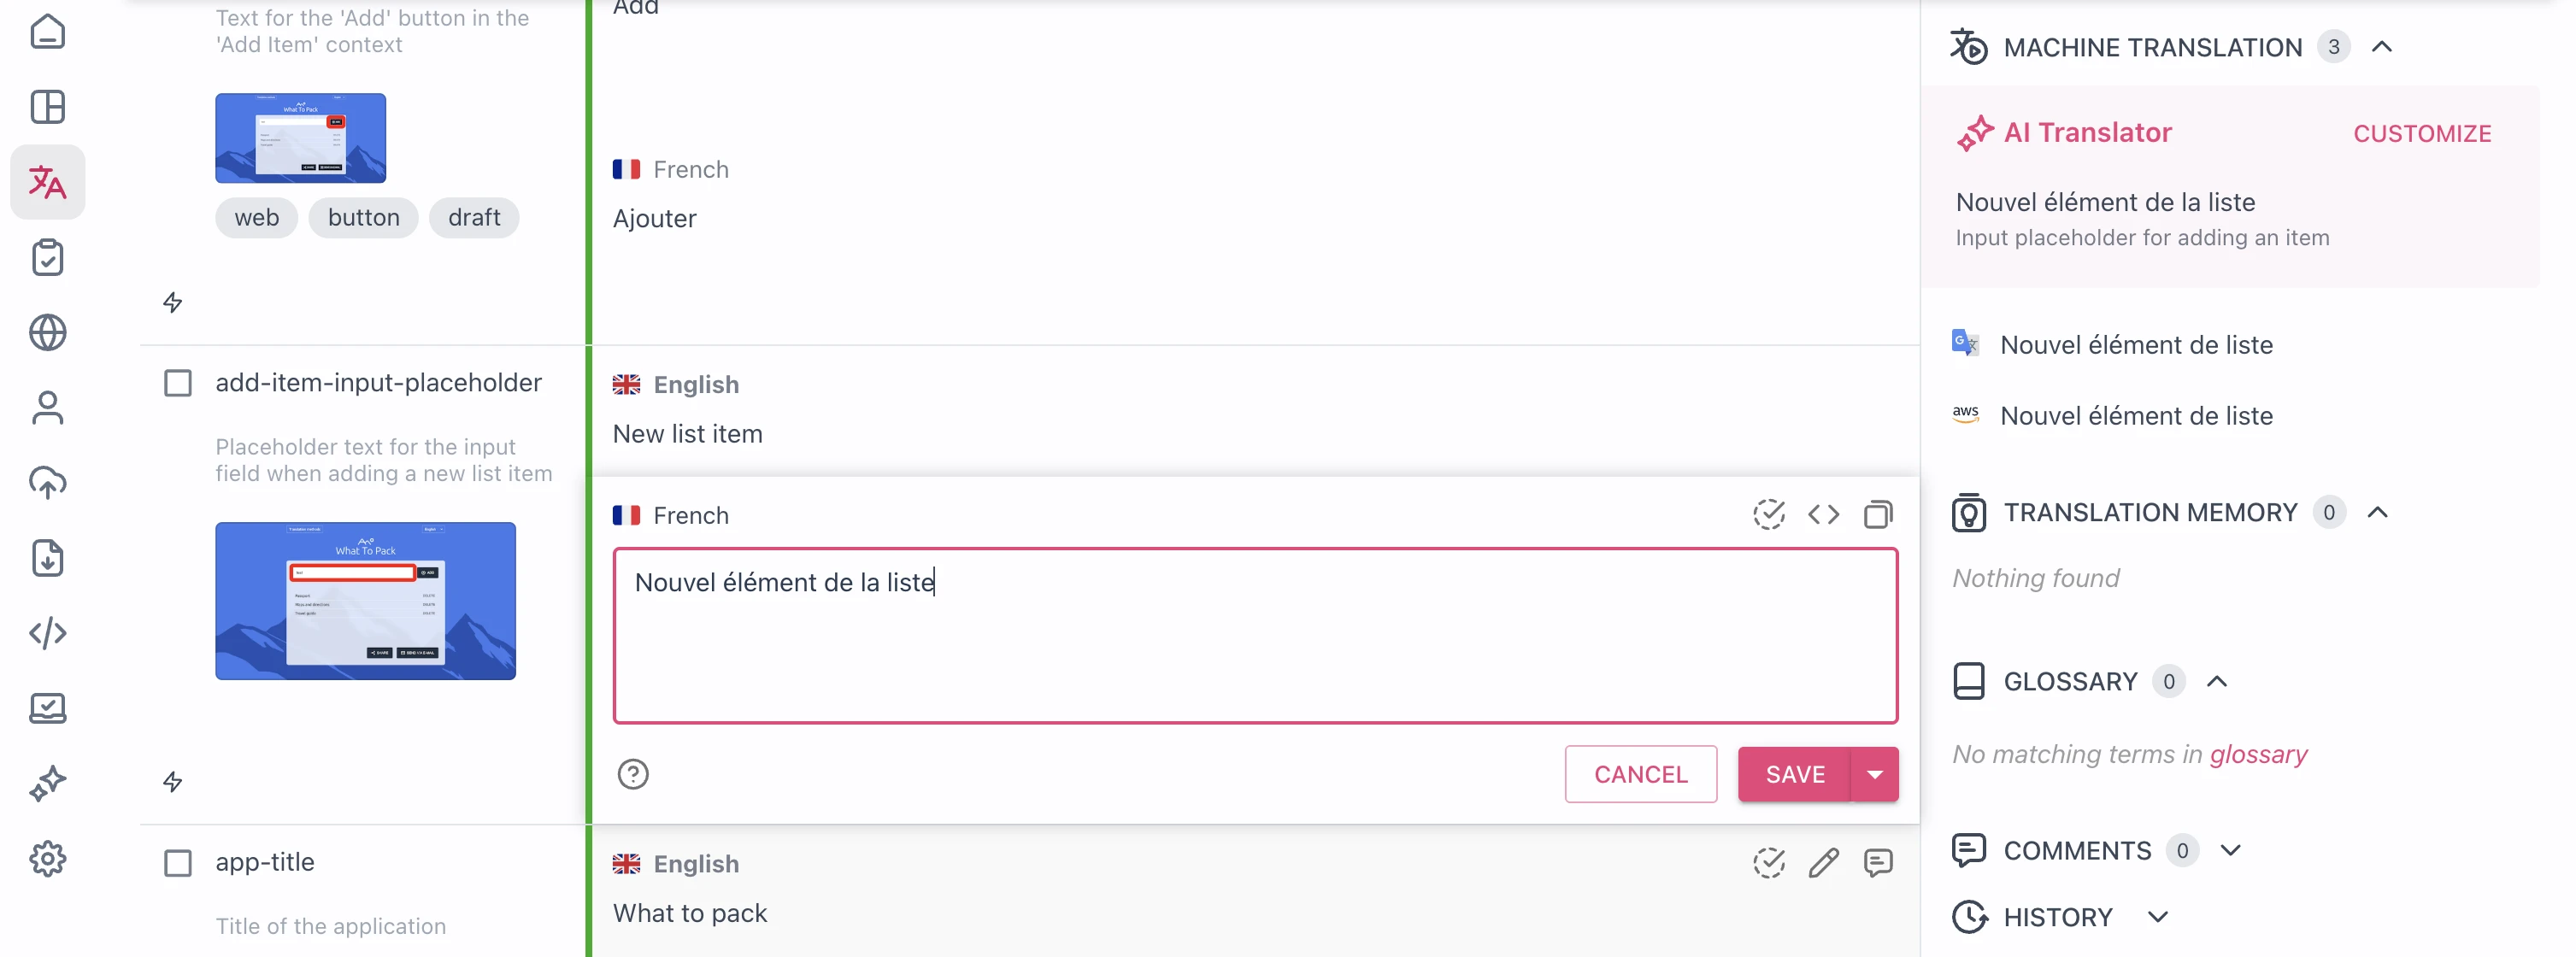 Text for the 'Add' button in the
'Add Item' context
What To Pack
web
button
draft
Add
French
Ajouter
add-item-input-placeholder
Placeholder text for the input
field when adding a new list item
What To Pack
ADD
SHARE
SEND VIA E-MAIL
English
New list item
French
Nouvel élément de la liste
CANCEL
SAVE
app-title
Title of the application
English
What to pack
MACHINE TRANSLATION 3
AI Translator
CUSTOMIZE
Nouvel élément de la liste
Input placeholder for adding an item
Nouvel élément de liste
aws
Nouvel élément de liste
TRANSLATION MEMORY 0
Nothing found
GLOSSARY 0
No matching terms in glossary
COMMENTS 0
HISTORY